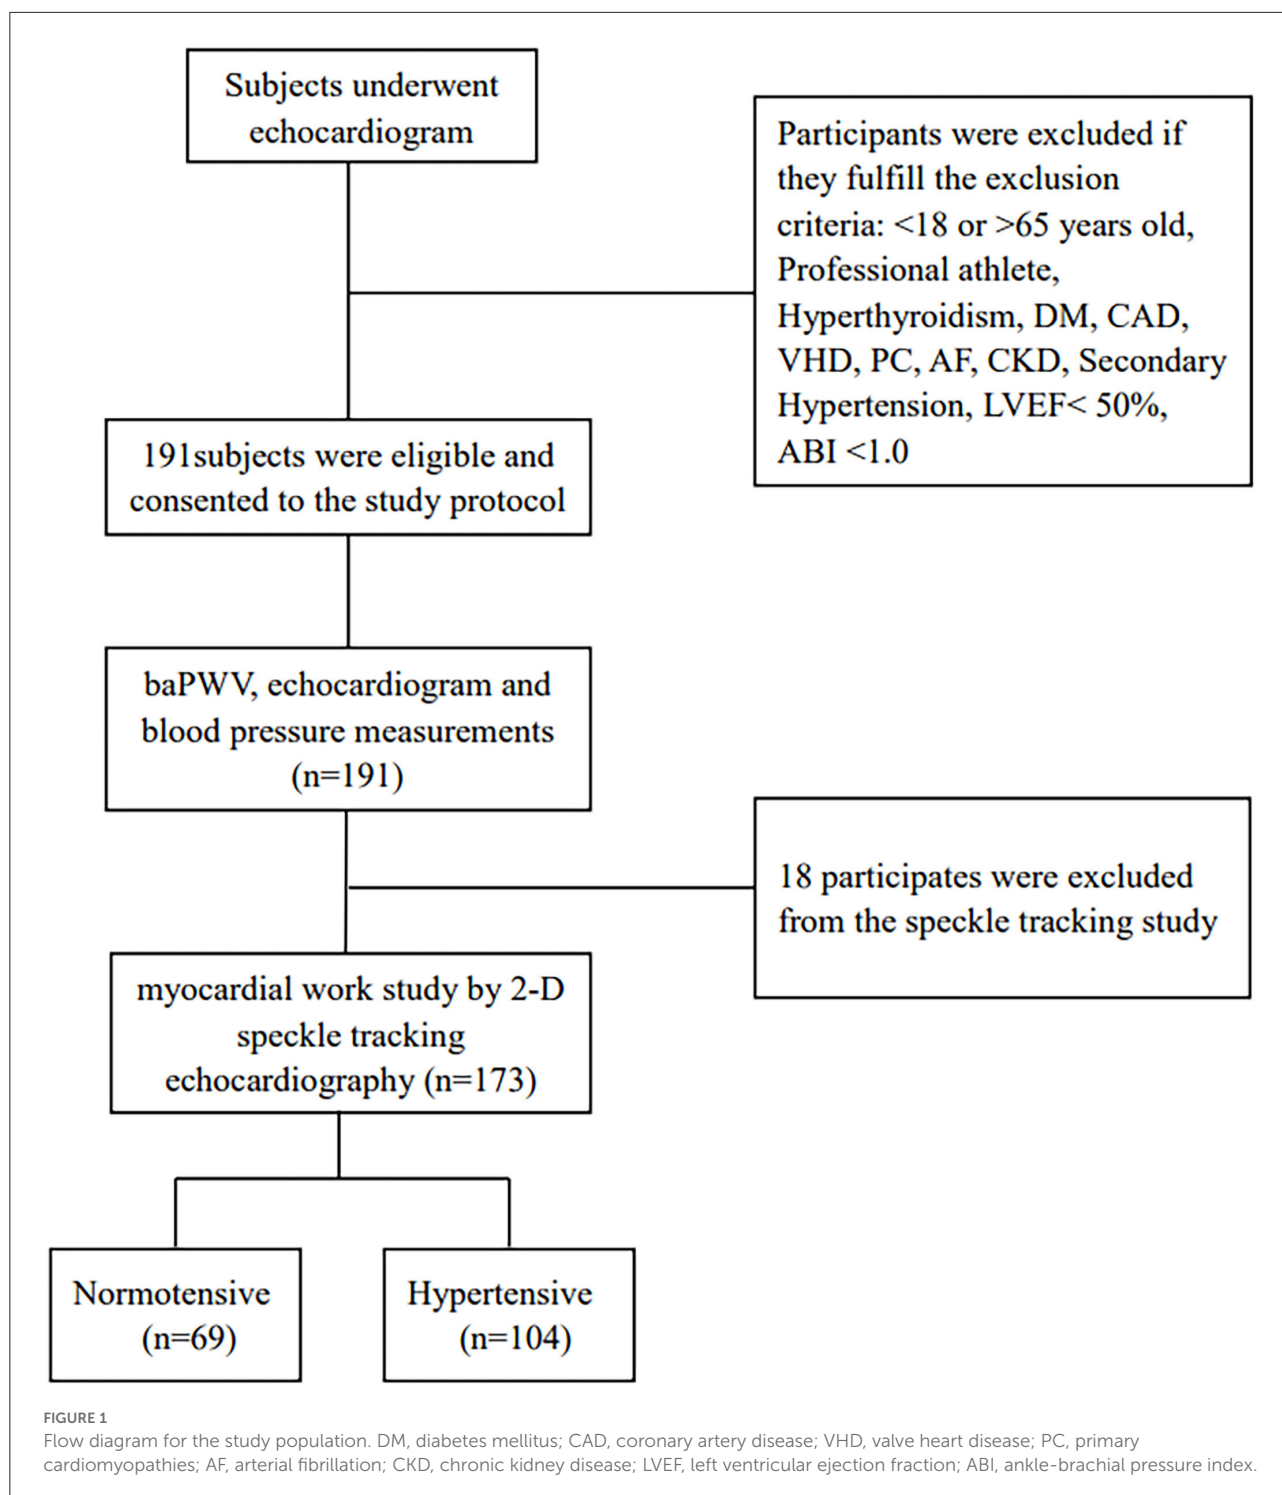 Subjects underwent
echocardiogram
Participants were excluded if
they fulfill the exclusion
criteria: <18 or >65 years old,
Professional athlete,
Hyperthyroidism, DM, CAD,
VHD, PC, AF, CKD, Secondary
Hypertension, LVEF< 50%,
ABI <1.0
191subjects were eligible and
consented to the study protocol
baPWV, echocardiogram and
blood pressure measurements
(n=191)
18 participates were excluded
from the speckle tracking study
myocardial work study by 2-D
speckle tracking
echocardiography (n=173)
Normotensive
(n=69)
Hypertensive
(n=104)
FIGURE 1
Flow diagram for the study population. DM, diabetes mellitus; CAD, coronary artery disease; VHD, valve heart disease; PC, primary
cardiomyopathies; AF, arterial fibrillation; CKD, chronic kidney disease; LVEF, left ventricular ejection fraction; ABI, ankle-brachial pressure index.